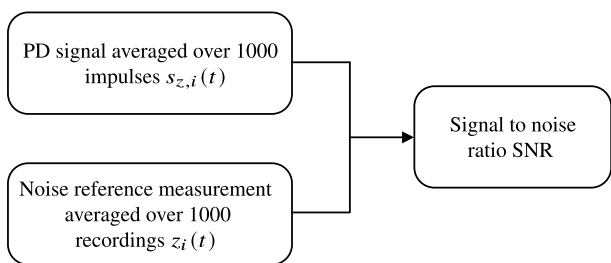 PD signal averaged over 1000
impulses s_{z,i}(t)
Noise reference measurement
averaged over 1000
recordings z_i(t)
Signal to noise
ratio SNR